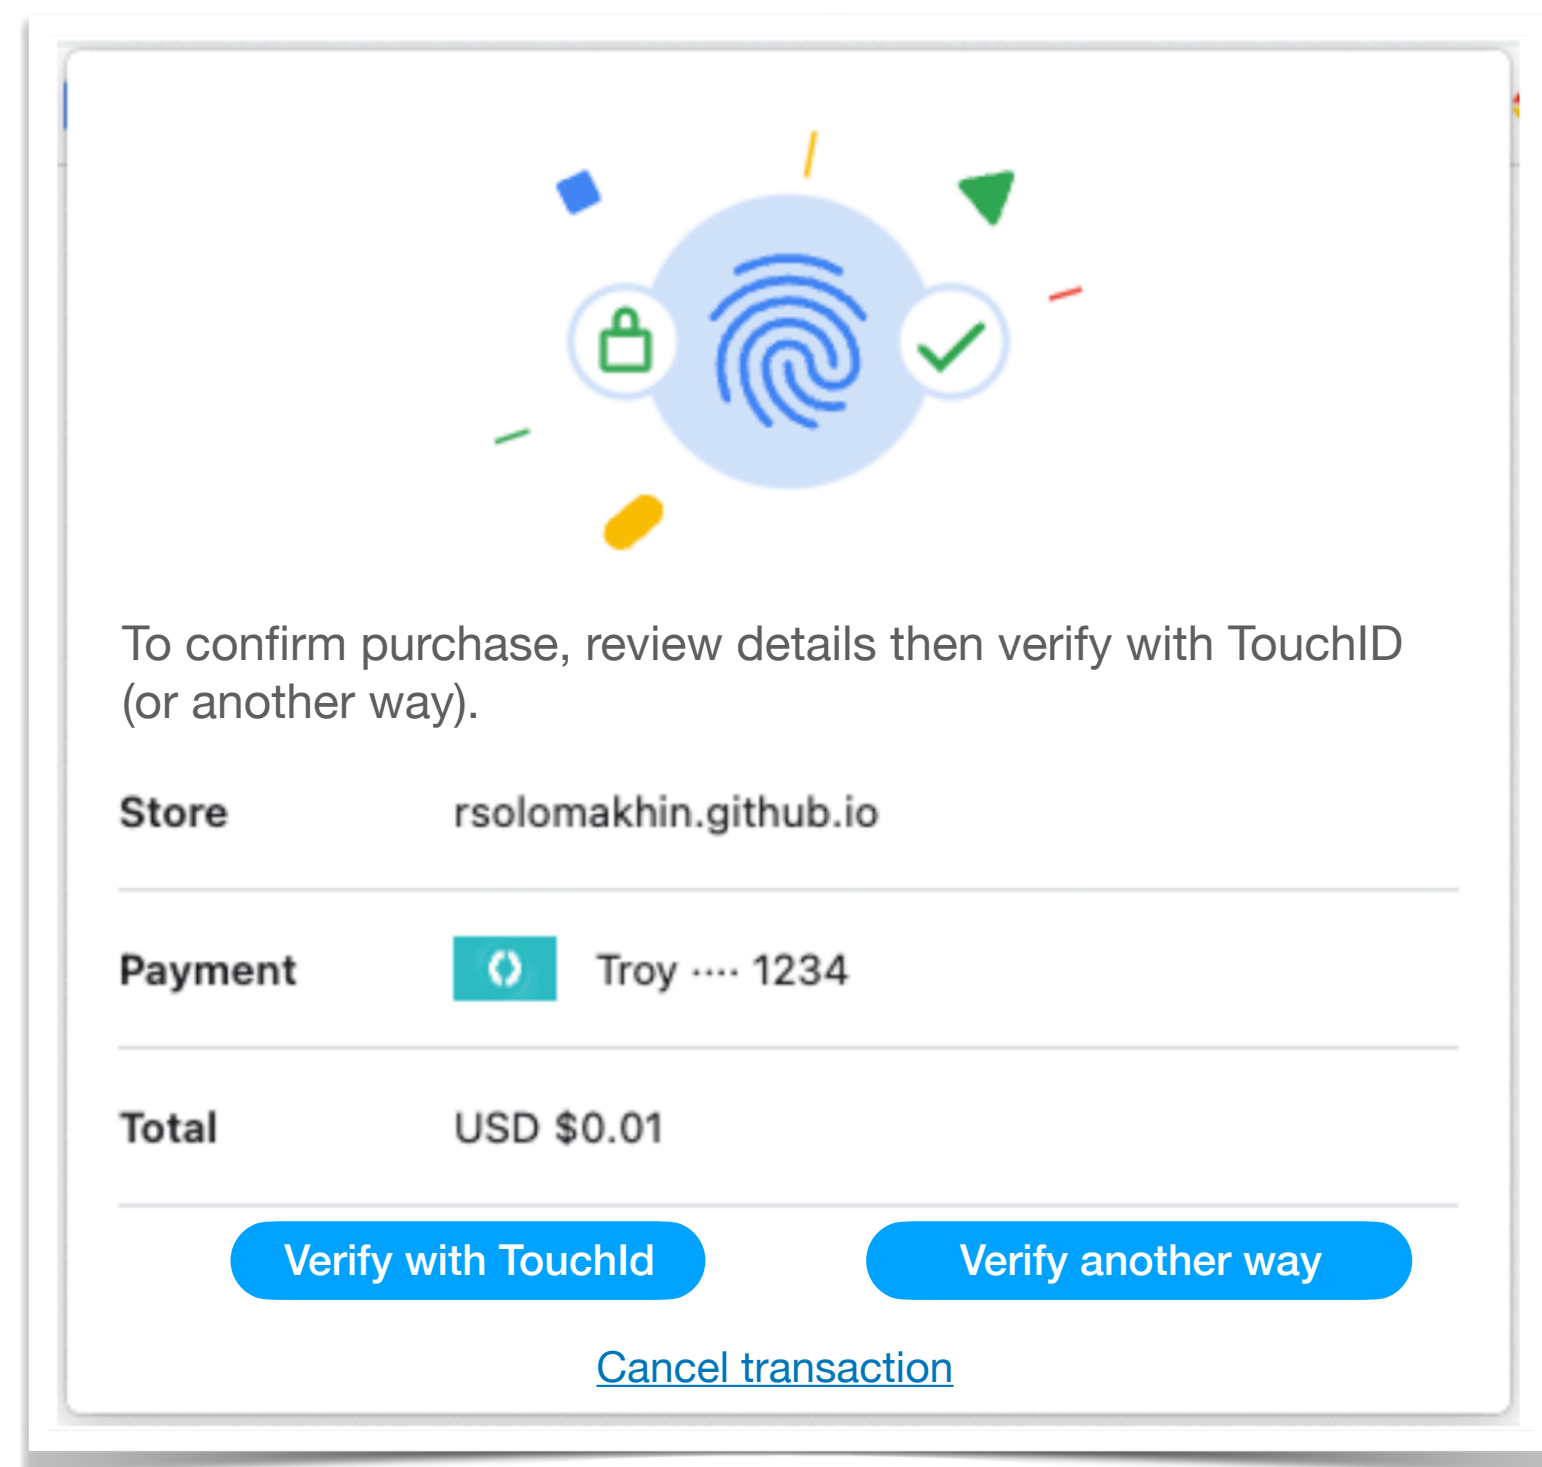 To confirm purchase, review details then verify with TouchID
(or another way).
Store rsolomakhin.github.io
Payment Troy ···· 1234
Total USD $0.01
Verify with TouchId Verify another way
Cancel transaction